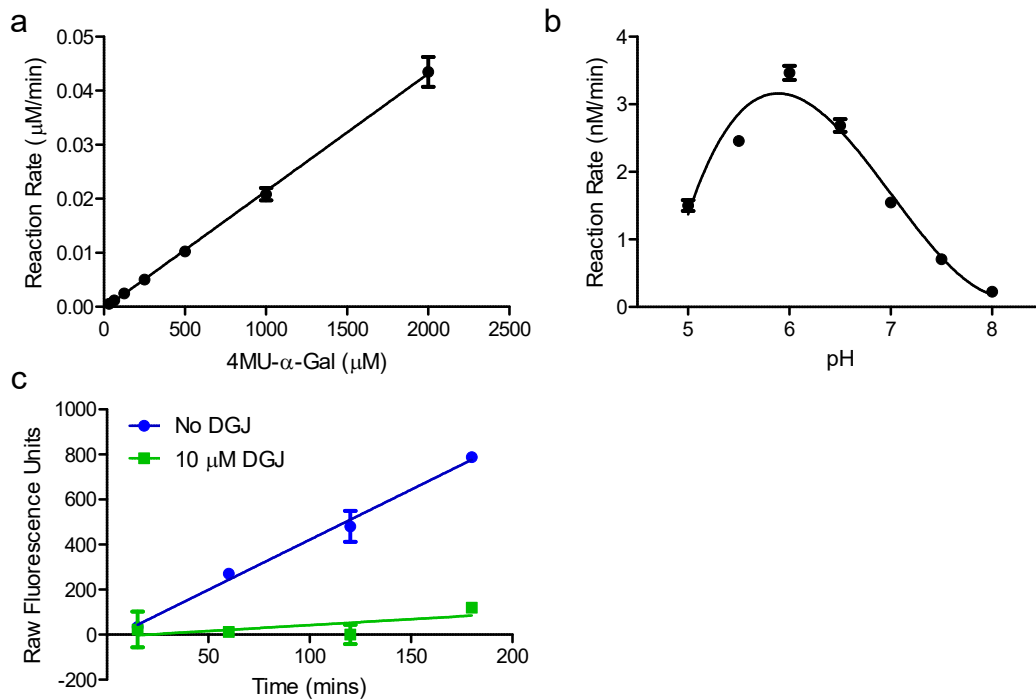 a
Reaction Rate (μM/min)
0.05
0.04
0.03
0.02
0.01
0.00
0 500 1000 1500 2000 2500
4MU-α-Gal (μM)
b
Reaction Rate (nM/min)
4
3
2
1
0
5 6 7 8
pH
c
Raw Fluorescence Units
1000
800
600
400
200
0
-200
No DGJ
10 μM DGJ
50 100 150 200
Time (mins)